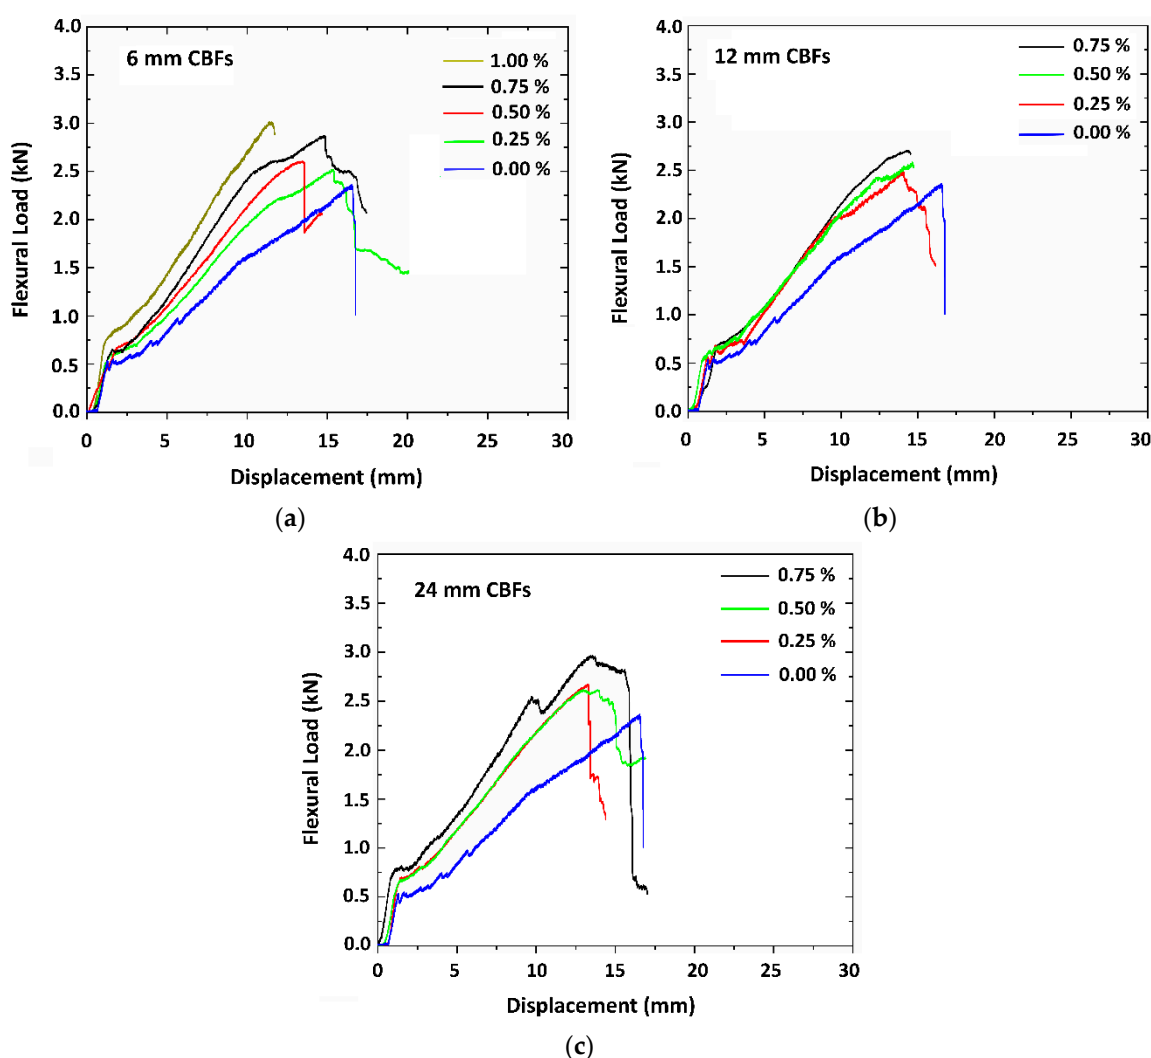 4.0
3.5
3.0
2.5
2.0
1.5
1.0
0.5
0.0
Flexural Load (kN)
6 mm CBFs
1.00 %
0.75 %
0.50 %
0.25 %
0.00 %
0 5 10 15 20 25 30
Displacement (mm)
(a)
4.0
3.5
3.0
2.5
2.0
1.5
1.0
0.5
0.0
Flexural Load (kN)
12 mm CBFs
0.75 %
0.50 %
0.25 %
0.00 %
0 5 10 15 20 25 30
Displacement (mm)
(b)
4.0
3.5
3.0
2.5
2.0
1.5
1.0
0.5
0.0
Flexural Load (kN)
24 mm CBFs
0.75 %
0.50 %
0.25 %
0.00 %
0 5 10 15 20 25 30
Displacement (mm)
(c)